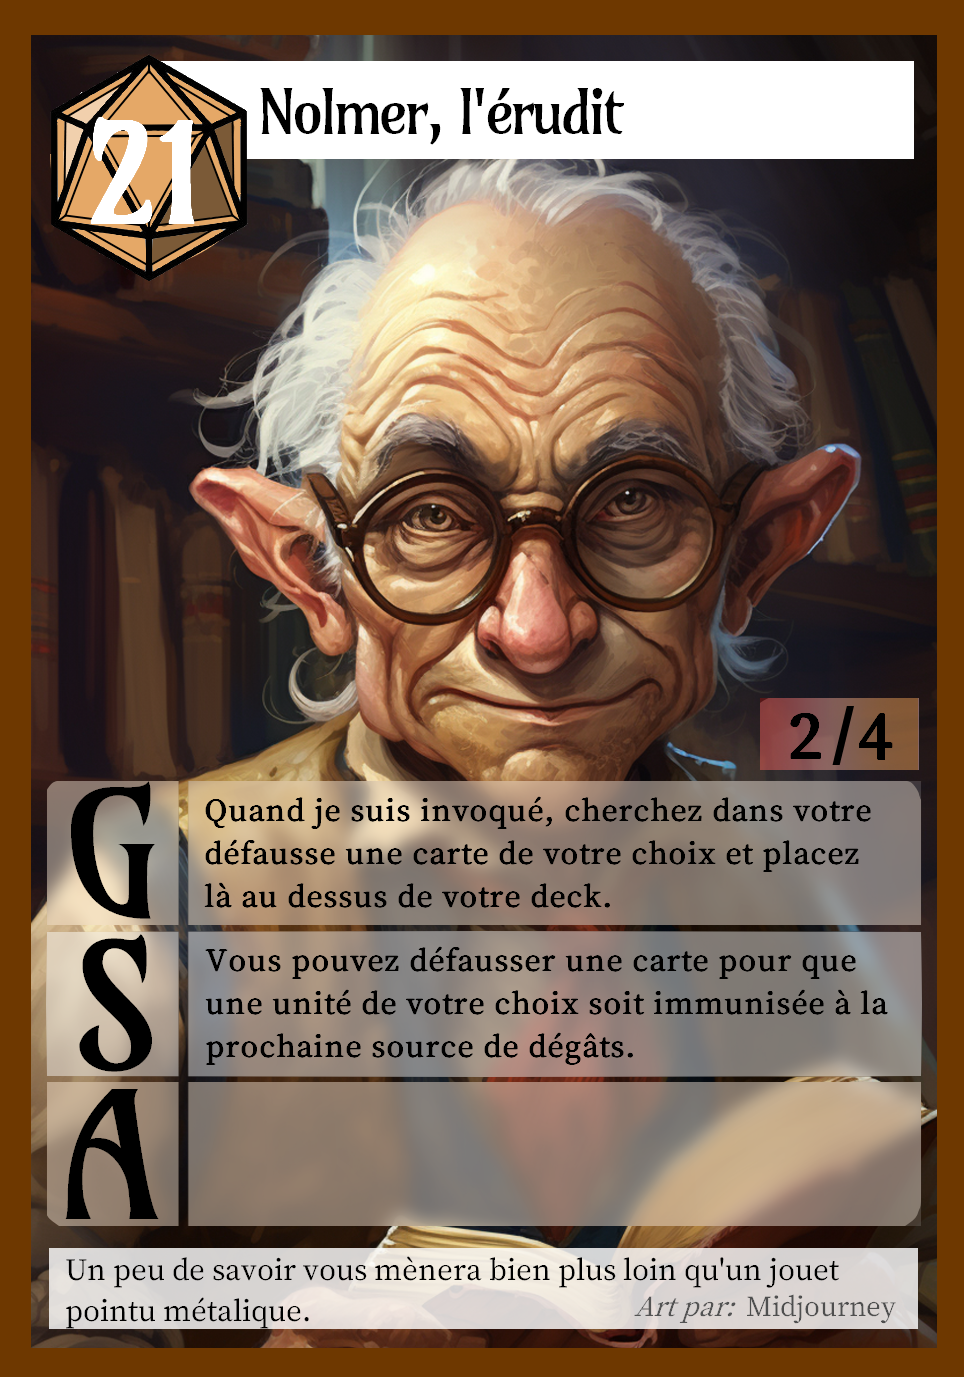 21
Nolmer, l'érudit
2/4
G
Quand je suis invoqué, cherchez dans votre
défausse une carte de votre choix et placez
là au dessus de votre deck.
S
Vous pouvez défausser une carte pour que
une unité de votre choix soit immunisée à la
prochaine source de dégâts.
A
Un peu de savoir vous mènera bien plus loin qu'un jouet
pointu métalique.
Art par: Midjourney